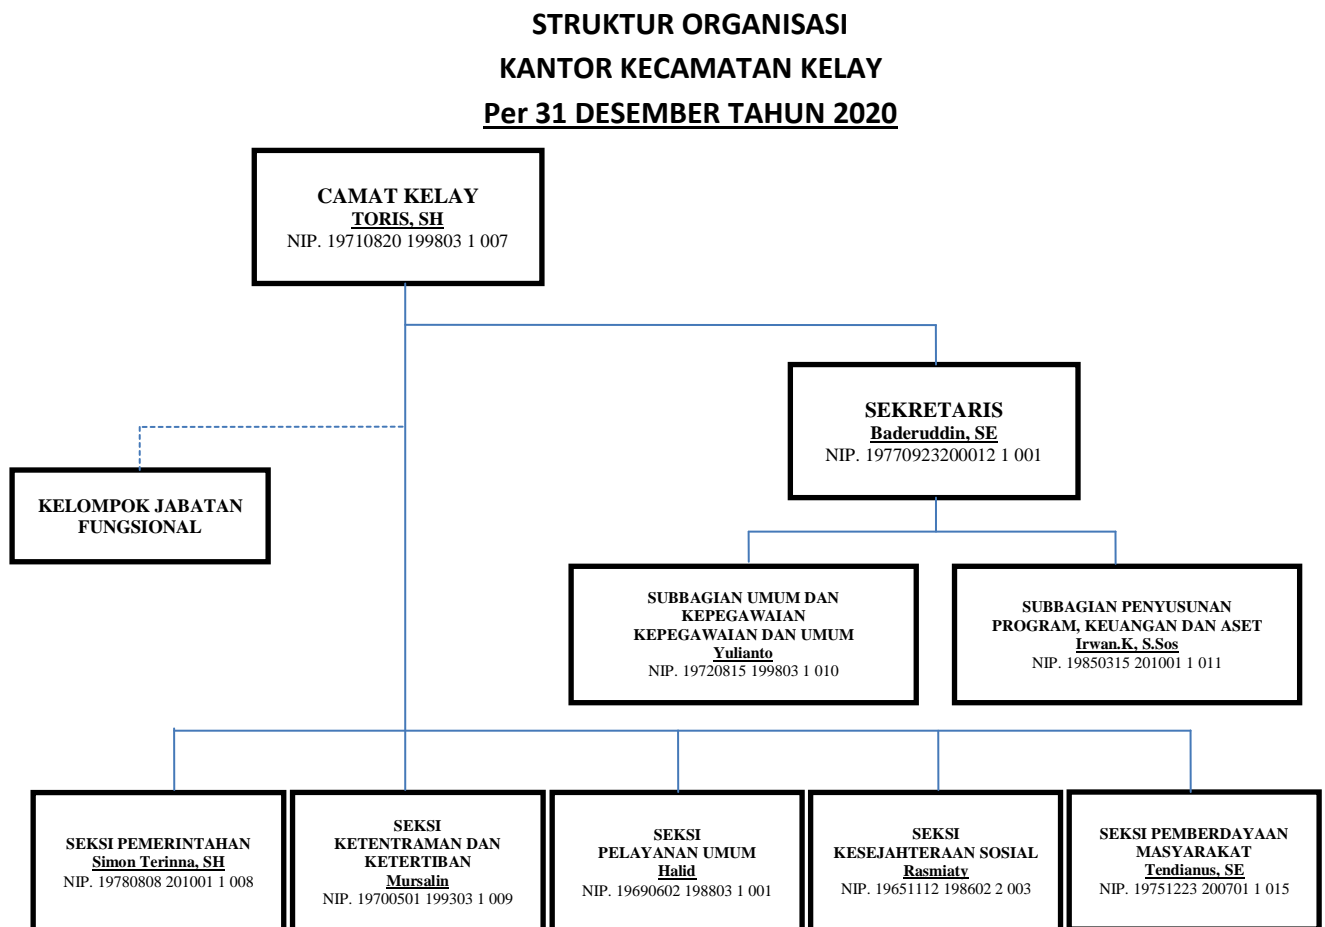 STRUKTUR ORGANISASI
KANTOR KECAMATAN KELAY
Per 31 DESEMBER TAHUN 2020
CAMAT KELAY
TORIS, SH
NIP. 19710820 199803 1 007
SEKRETARIS
Baderuddin, SE
NIP. 19770923200012 1 001
KELOMPOK JABATAN
FUNGSIONAL
SUBBAGIAN UMUM DAN
KEPEGAWAIAN
KEPEGAWAIAN DAN UMUM
Yulianto
NIP. 19720815 199803 1 010
SUBBAGIAN PENYUSUNAN
PROGRAM, KEUANGAN DAN ASET
Irwan.K, S.Sos
NIP. 19850315 201001 1 011
SEKSI PEMERINTAHAN
Simon Terinna, SH
NIP. 19780808 201001 1 008
SEKSI
KETENTRAMAN DAN
KETERTIBAN
Mursalin
NIP. 19700501 199303 1 009
SEKSI
PELAYANAN UMUM
Halid
NIP. 19690602 198803 1 001
SEKSI
KESEJAHTERAAN SOSIAL
Rasmiaty
NIP. 19651112 198602 2 003
SEKSI PEMBERDAYAAN
MASYARAKAT
Tendianus, SE
NIP. 19751223 200701 1 015